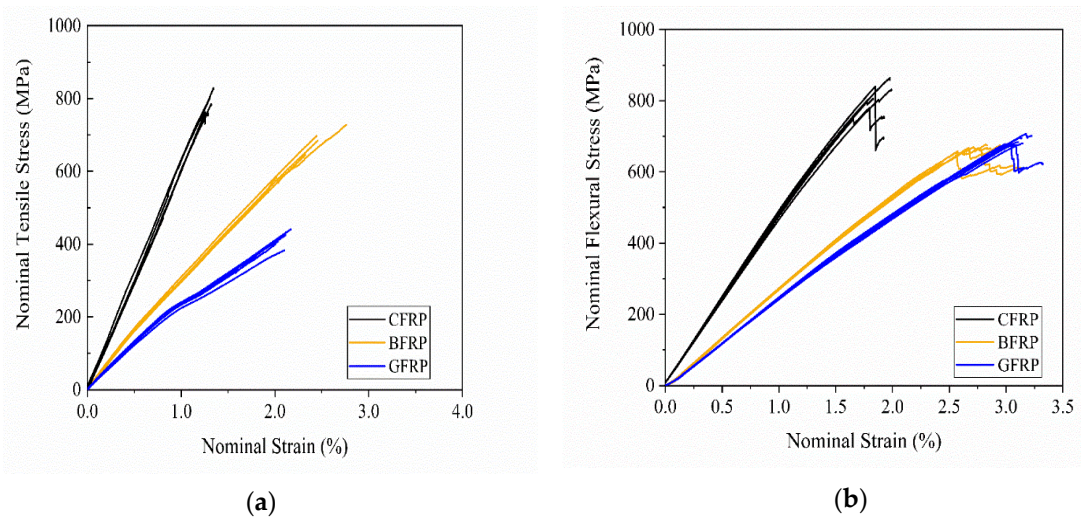 Nominal Tensile Stress (MPa)
1000
800
600
400
200
0
0.0 1.0 2.0 3.0 4.0
Nominal Strain (%)
CFRP
BFRP
GFRP
(a)
Nominal Flexural Stress (MPa)
1000
800
600
400
200
0
0.0 0.5 1.0 1.5 2.0 2.5 3.0 3.5
Nominal Strain (%)
CFRP
BFRP
GFRP
(b)